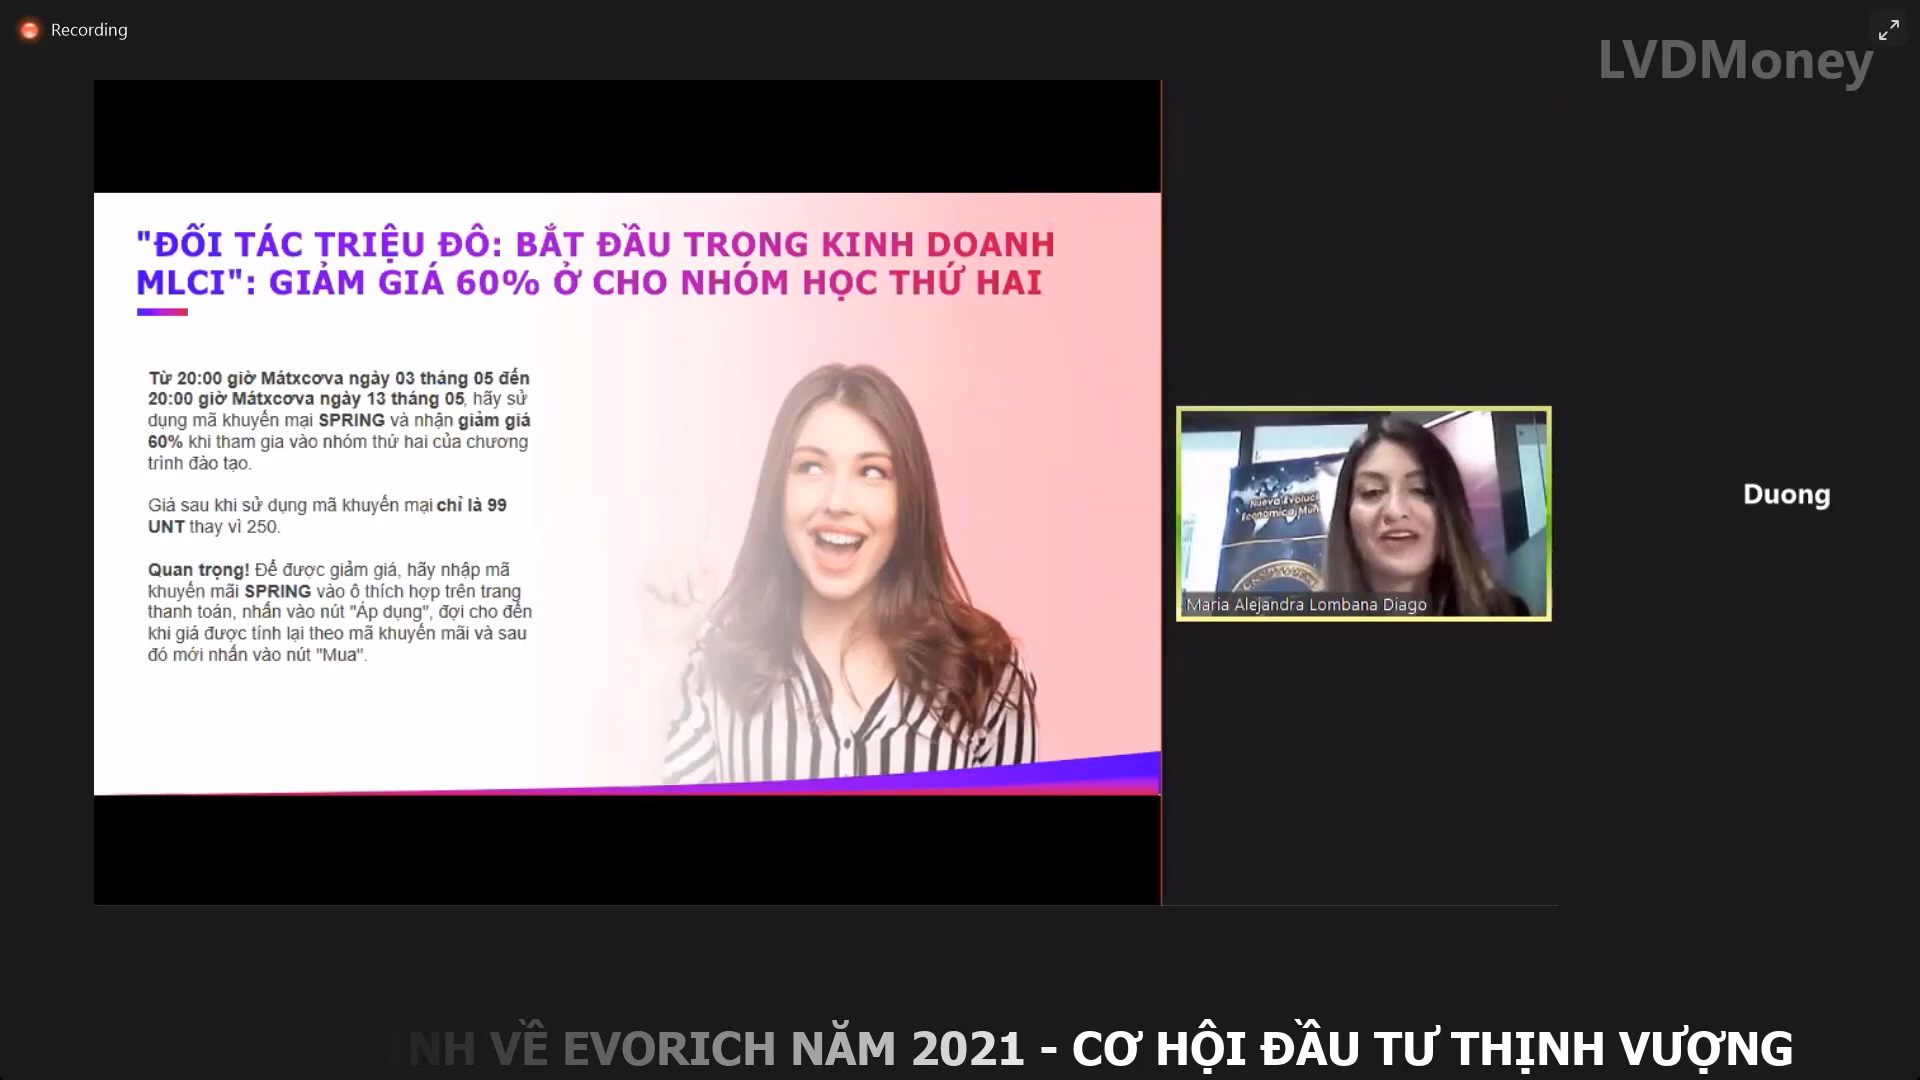 Recording
LVDMoney
"ĐỐI TÁC TRIỆU ĐÔ: BẮT ĐẦU TRONG KINH DOANH
MLCI": GIẢM GIÁ 60% Ở CHO NHÓM HỌC THỨ HAI
Từ 20:00 giờ Mátxcơva ngày 03 tháng 05 đến
20:00 giờ Mátxcơva ngày 13 tháng 05, hãy sử
dụng mã khuyến mại SPRING và nhận giảm giá
60% khi tham gia vào nhóm thứ hai của chương
trình đào tạo.
Giá sau khi sử dụng mã khuyến mại chỉ là 99
UNT thay vì 250.
Quan trọng! Để được giảm giá, hãy nhập mã
khuyến mãi SPRING vào ô thích hợp trên trang
thanh toán, nhấn vào nút "Áp dụng", đợi cho đến
khi giá được tính lại theo mã khuyến mãi và sau
đó mới nhấn vào nút "Mua".
Nueva
Económica
Maria Alejandra Lombana Diago
Duong
NH VỀ EVORICH NĂM 2021 - CƠ HỘI ĐẦU TƯ THỊNH VƯỢNG